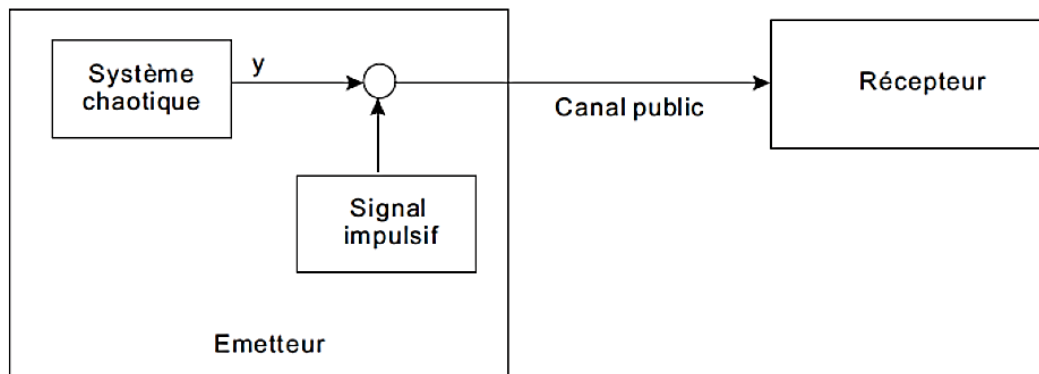 Système
chaotique
y
Canal public
Récepteur
Signal
impulsif
Emetteur